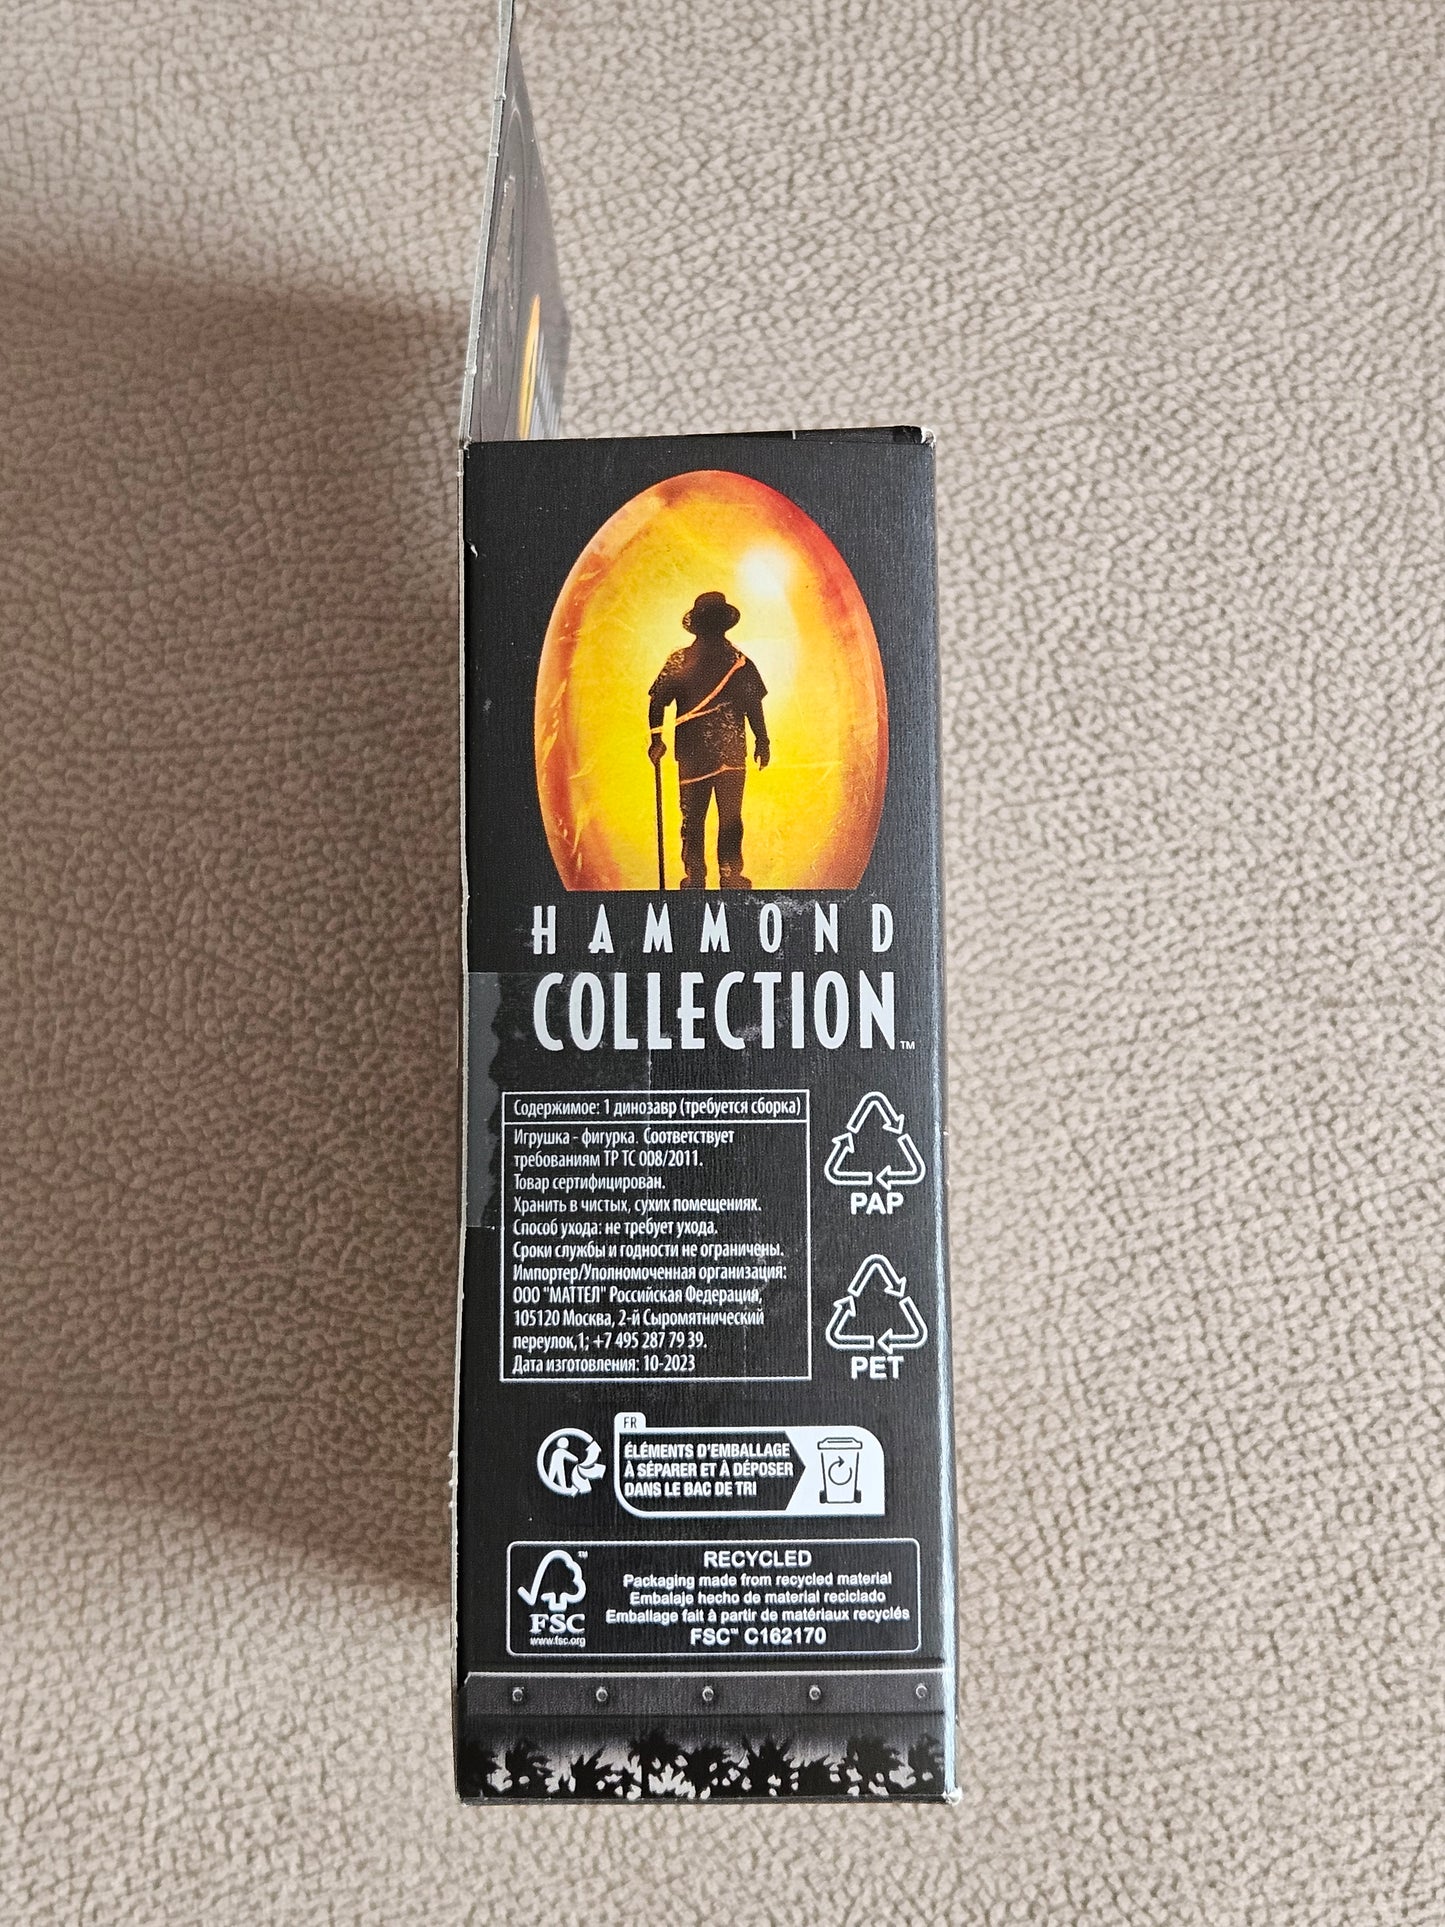 HAMMOND
COLLECTION™
Содержимое: 1 динозавр (требуется сборка)
Игрушка - фигурка. Соответствует
требованиям ТР ТС 008/2011.
Товар сертифицирован.
Хранить в чистых, сухих помещениях.
Способ ухода: не требует ухода.
Сроки службы и годности не ограничены.
Импортер/Уполномоченная организация:
ООО "МАТТЕЛ" Российская Федерация,
105120 Москва, 2-й Сыромятнический
переулок,1; +7 495 287 79 39.
Дата изготовления: 10-2023
PAP
PET
FR
ÉLÉMENTS D'EMBALLAGE
À SÉPARER ET À DÉPOSER
DANS LE BAC DE TRI
™
FSC
www.fsc.org
RECYCLED
Packaging made from recycled material
Embalaje hecho de material reciclado
Emballage fait à partir de matériaux recyclés
FSC™ C162170